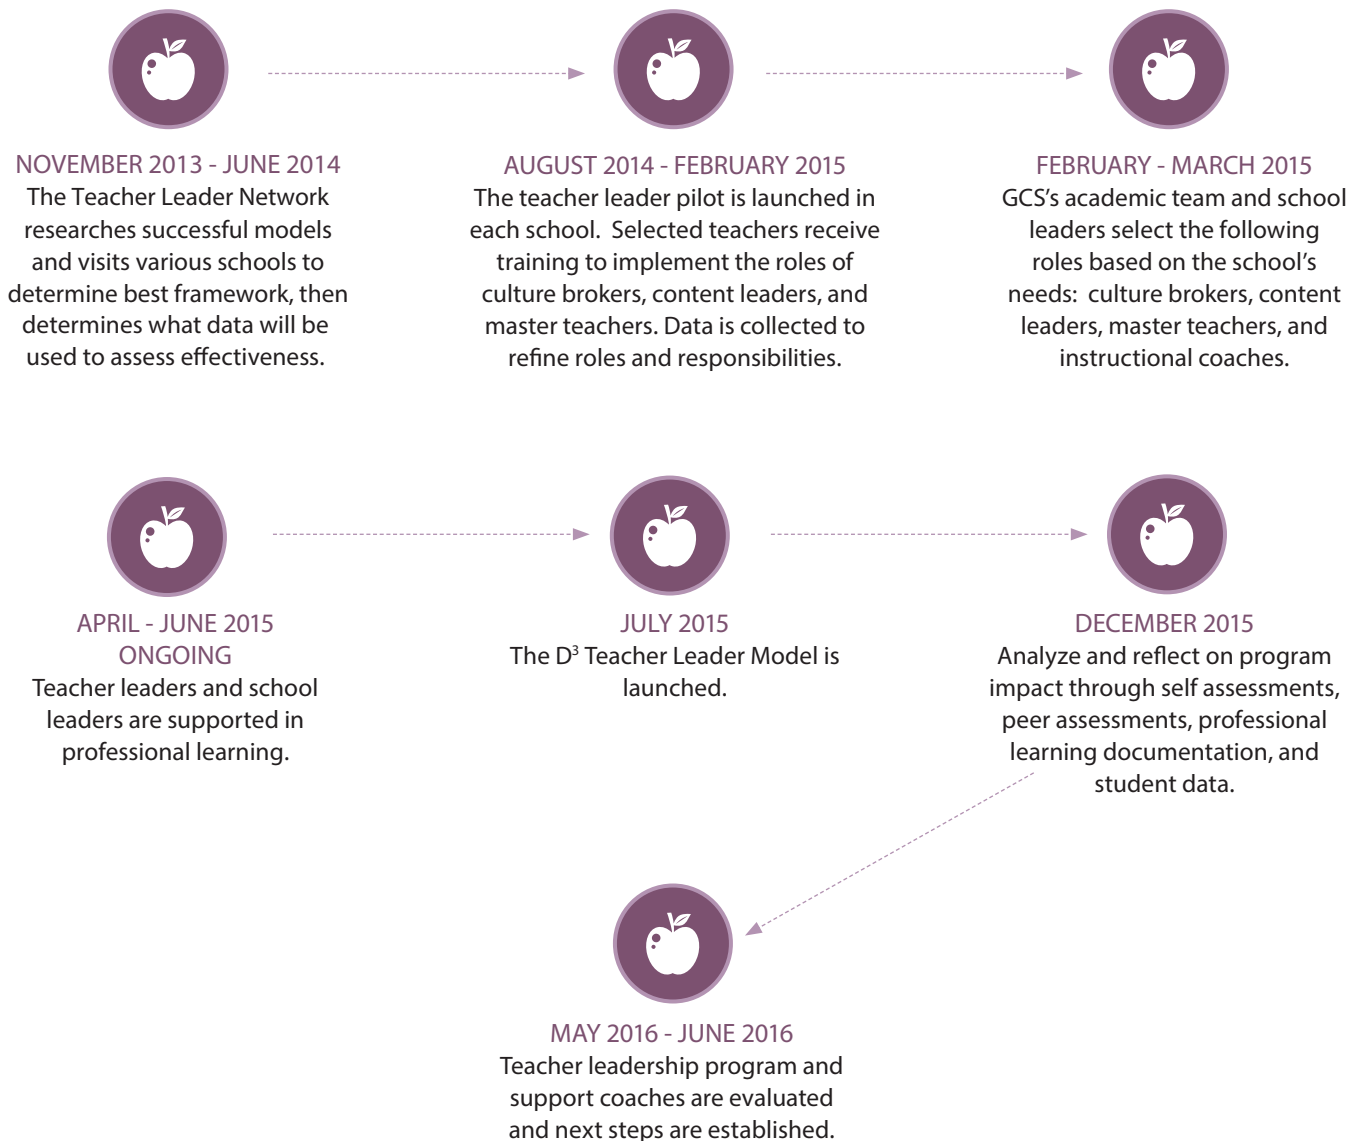 NOVEMBER 2013 - JUNE 2014
The Teacher Leader Network
researches successful models
and visits various schools to
determine best framework, then
determines what data will be
used to assess effectiveness.
AUGUST 2014 - FEBRUARY 2015
The teacher leader pilot is launched in
each school.  Selected teachers receive
training to implement the roles of
culture brokers, content leaders, and
master teachers. Data is collected to
refine roles and responsibilities.
FEBRUARY - MARCH 2015
GCS's academic team and school
leaders select the following
roles based on the school's
needs:  culture brokers, content
leaders, master teachers, and
instructional coaches.
APRIL - JUNE 2015
ONGOING
Teacher leaders and school
leaders are supported in
professional learning.
JULY 2015
The D³ Teacher Leader Model is
launched.
DECEMBER 2015
Analyze and reflect on program
impact through self assessments,
peer assessments, professional
learning documentation, and
student data.
MAY 2016 - JUNE 2016
Teacher leadership program and
support coaches are evaluated
and next steps are established.